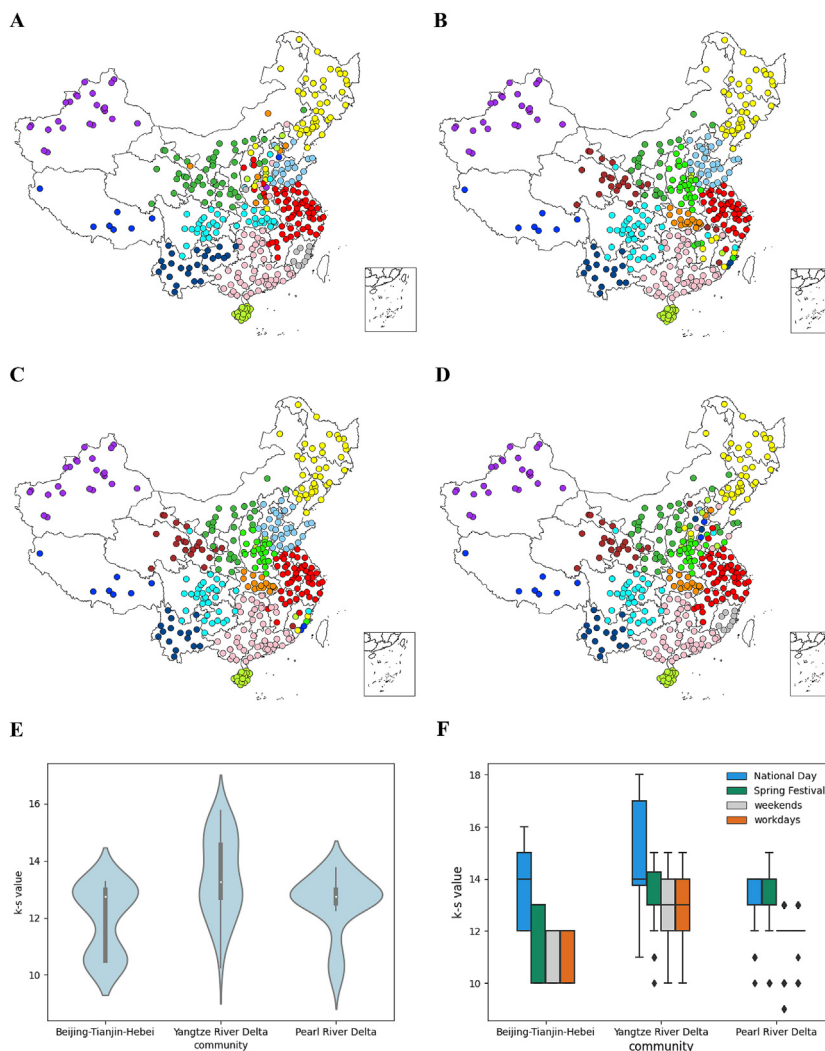 A
B
C
D
E
F
k-s value
16
14
12
10
Beijing-Tianjin-Hebei
Yangtze River Delta
Pearl River Delta
community
k-s value
18
16
14
12
10
National Day
Spring Festival
weekends
workdays
Beijing-Tianjin-Hebei
Yangtze River Delta
Pearl River Delta
community